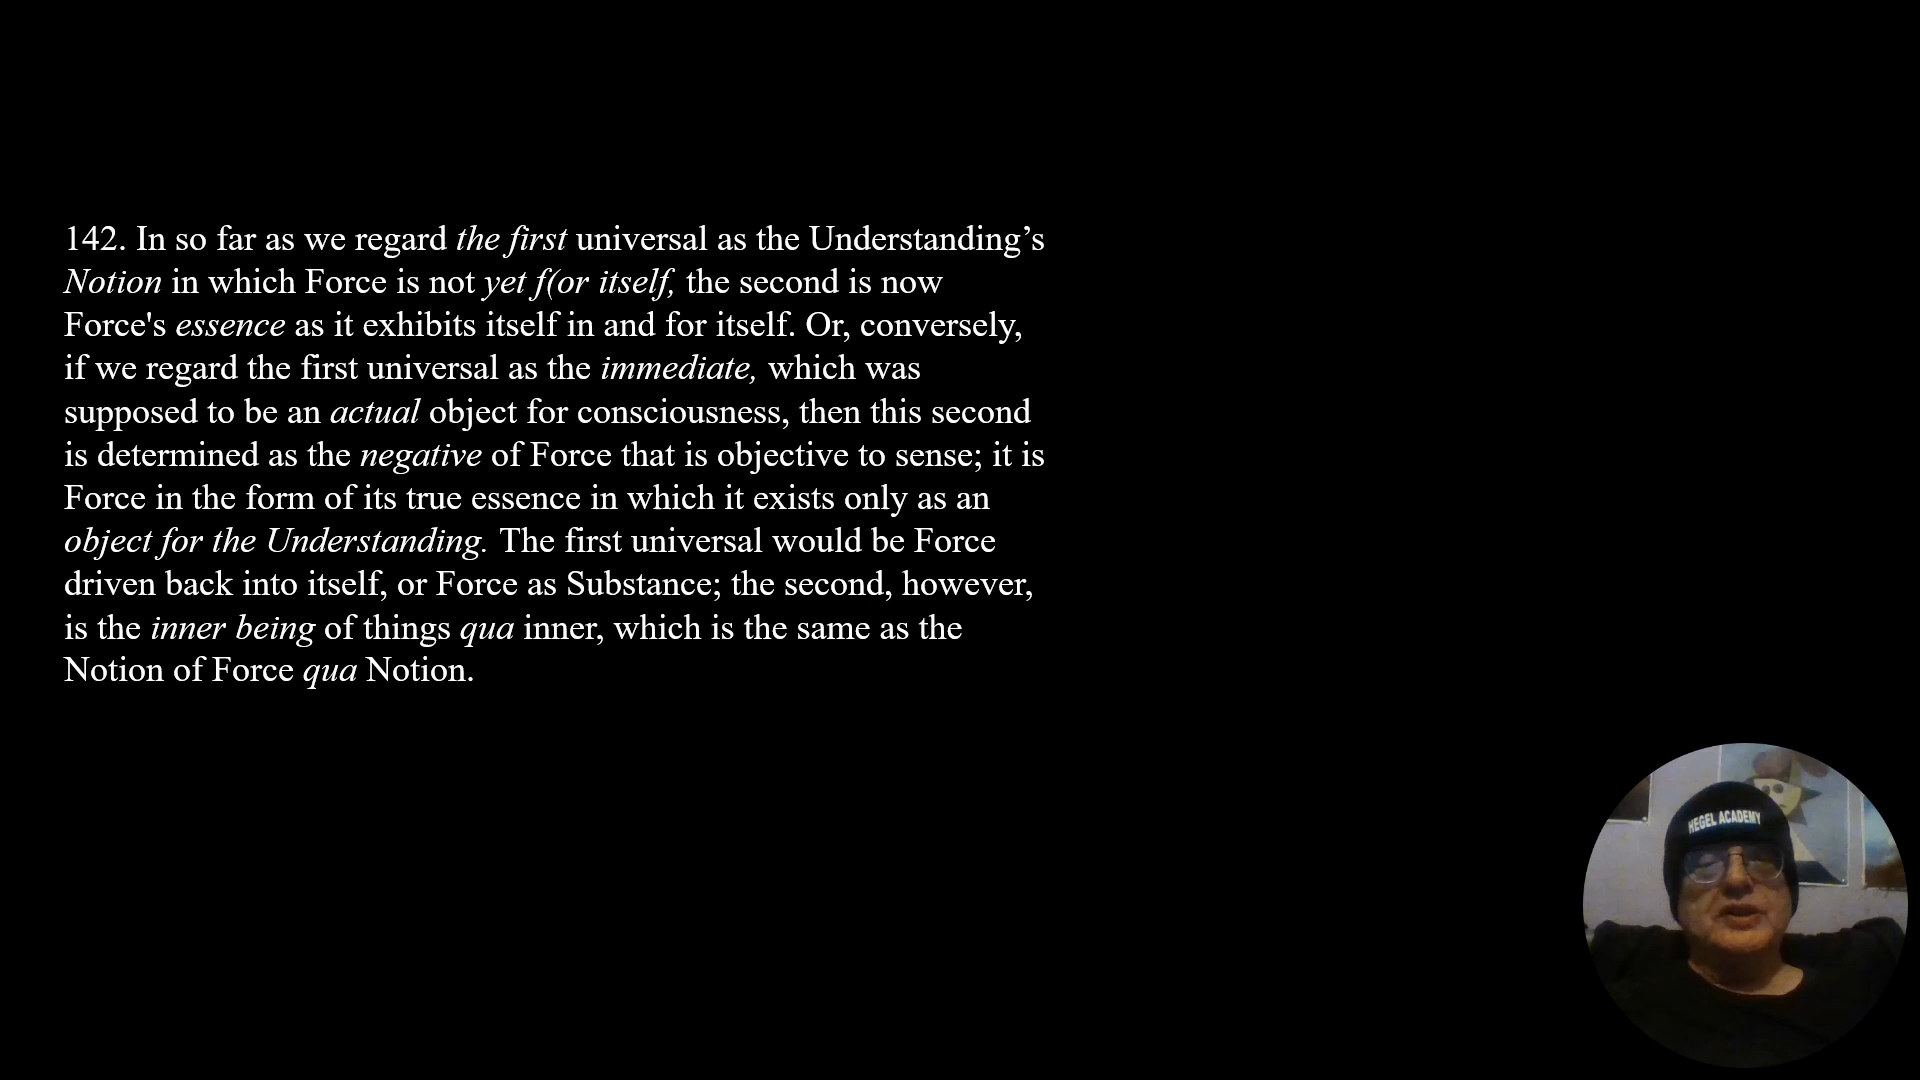 142. In so far as we regard the first universal as the Understanding’s
Notion in which Force is not yet f(or itself, the second is now
Force's essence as it exhibits itself in and for itself. Or, conversely,
if we regard the first universal as the immediate, which was
supposed to be an actual object for consciousness, then this second
is determined as the negative of Force that is objective to sense; it is
Force in the form of its true essence in which it exists only as an
object for the Understanding. The first universal would be Force
driven back into itself, or Force as Substance; the second, however,
is the inner being of things qua inner, which is the same as the
Notion of Force qua Notion.
HEGEL ACADEMY